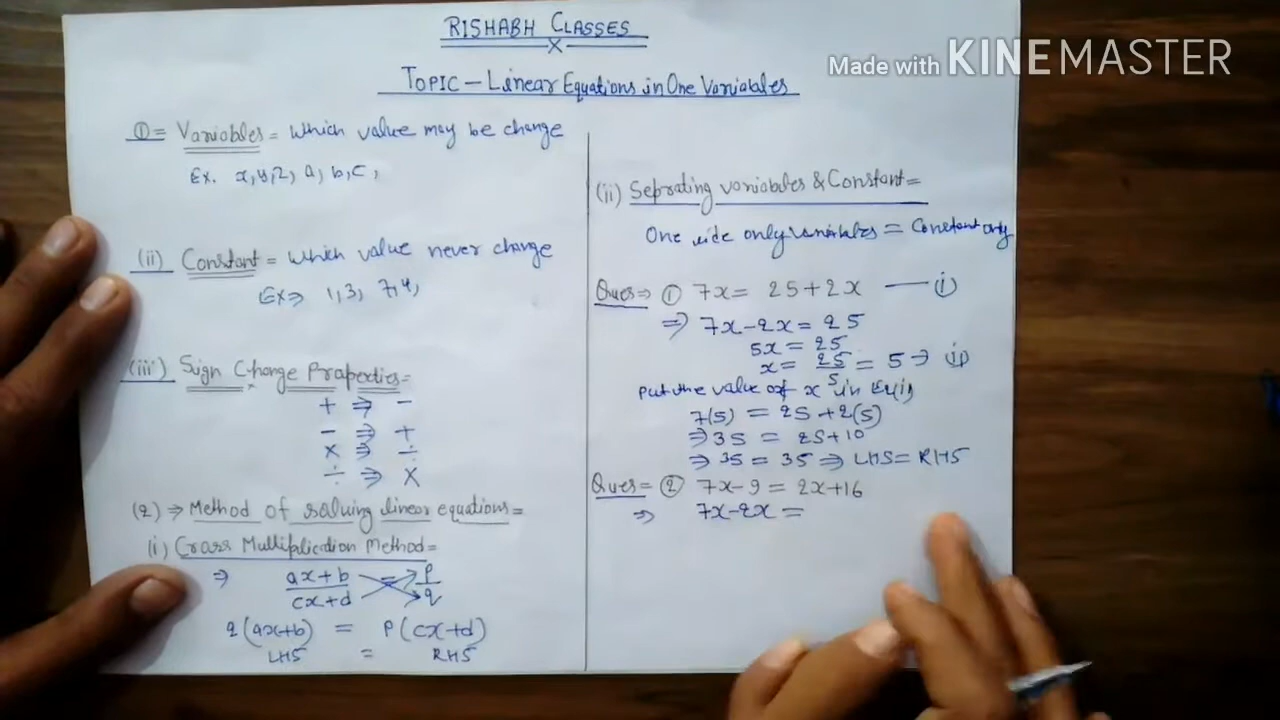 RISHABH CLASSES
Made with KINEMASTER
TOPIC - Linear Equations in One Variables
① = Variables = Which value may be change
Ex. x, y, z, a, b, c,
(ii) Constant = Which value never change
Ex ⇒ 1, 3, 7, 4,
(iii) Sign Change Properties =
+ ⇒ -
- ⇒ +
× ⇒ ÷
÷ ⇒ ×
(2) ⇒ Method of solving linear equations =
(i) Cross Multiplication Method =
⇒ ax+b / cx+d = p / q
q(ax+b) = p(cx+d)
LHS = RHS
(ii) Seprating variables & Constant =
One side only variables = Constant only
Ques ⇒ ① 7x = 25+2x — (i)
⇒ 7x-2x = 25
5x = 25
x = 25/5 = 5 → (ii)
Put the value of x in Eq (i)
7(5) = 25+2(5)
⇒ 35 = 25+10
⇒ 35 = 35 ⇒ LHS = RHS
Ques = ② 7x-9 = 2x+16
⇒ 7x-2x =